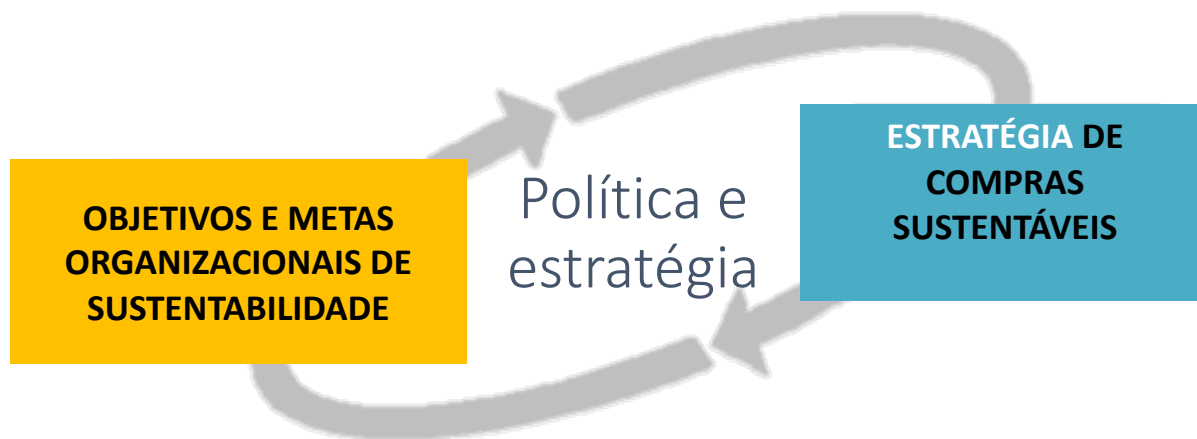 OBJETIVOS E METAS
ORGANIZACIONAIS DE
SUSTENTABILIDADE
Política e
estratégia
ESTRATÉGIA DE
COMPRAS
SUSTENTÁVEIS